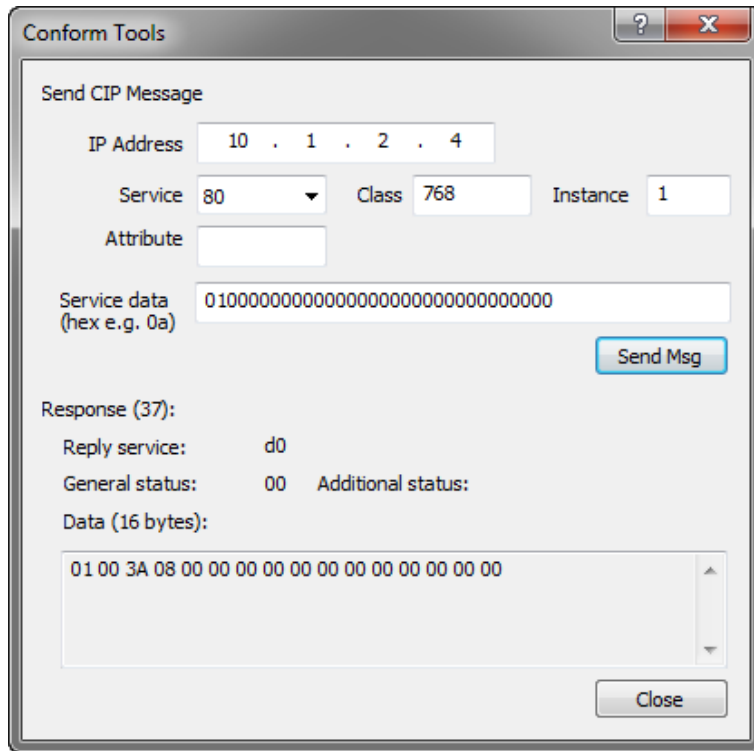 Conform Tools
Send CIP Message
IP Address 10 . 1 . 2 . 4
Service 80 Class 768 Instance 1
Attribute
Service data 01000000000000000000000000000000
(hex e.g. 0a)
Send Msg
Response (37):
Reply service: d0
General status: 00 Additional status:
Data (16 bytes):
01 00 3A 08 00 00 00 00 00 00 00 00 00 00 00 00
Close